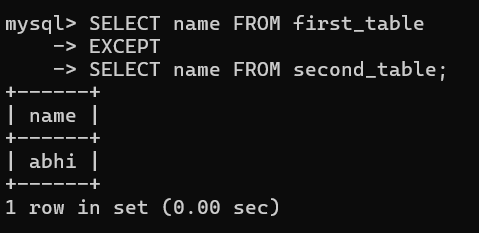 mysql> SELECT name FROM first_table
    -> EXCEPT
    -> SELECT name FROM second_table;
+------+
| name |
+------+
| abhi |
+------+
1 row in set (0.00 sec)